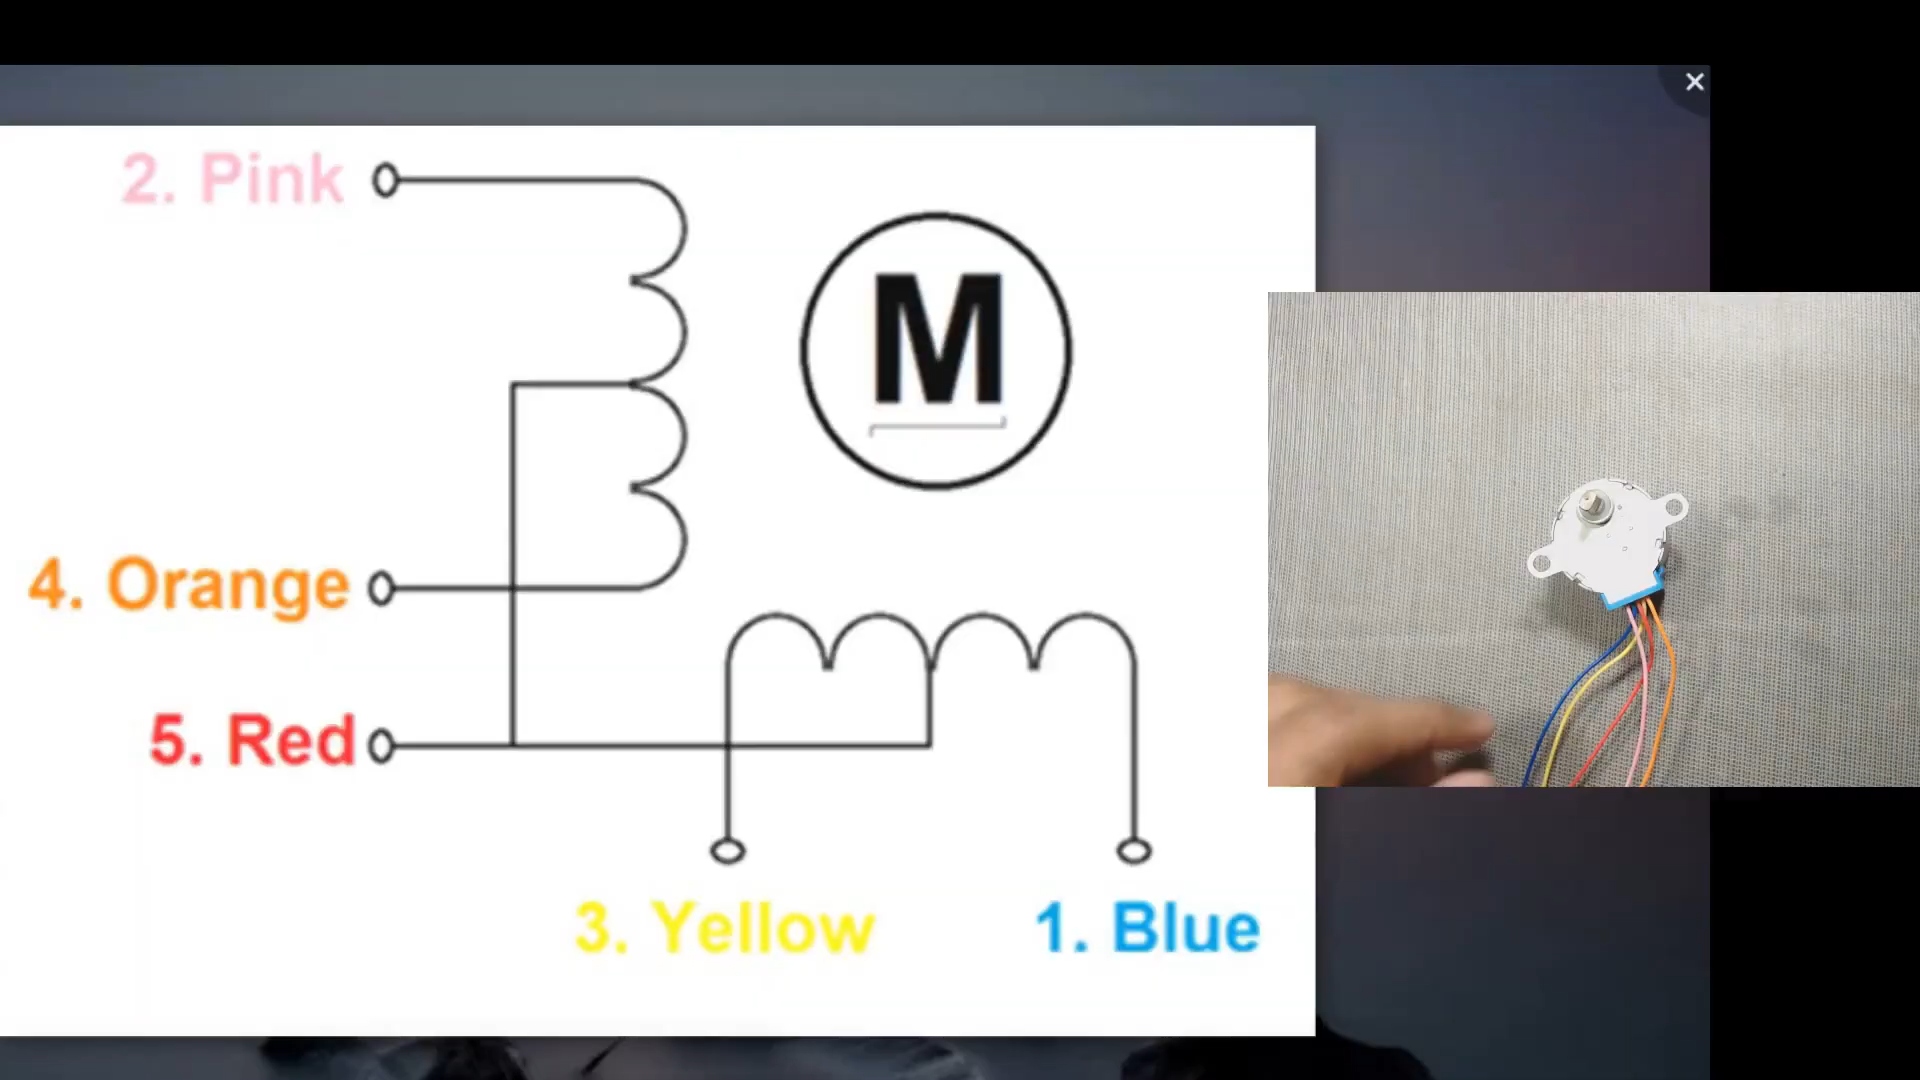 2. Pink
M
4. Orange
5. Red
3. Yellow
1. Blue